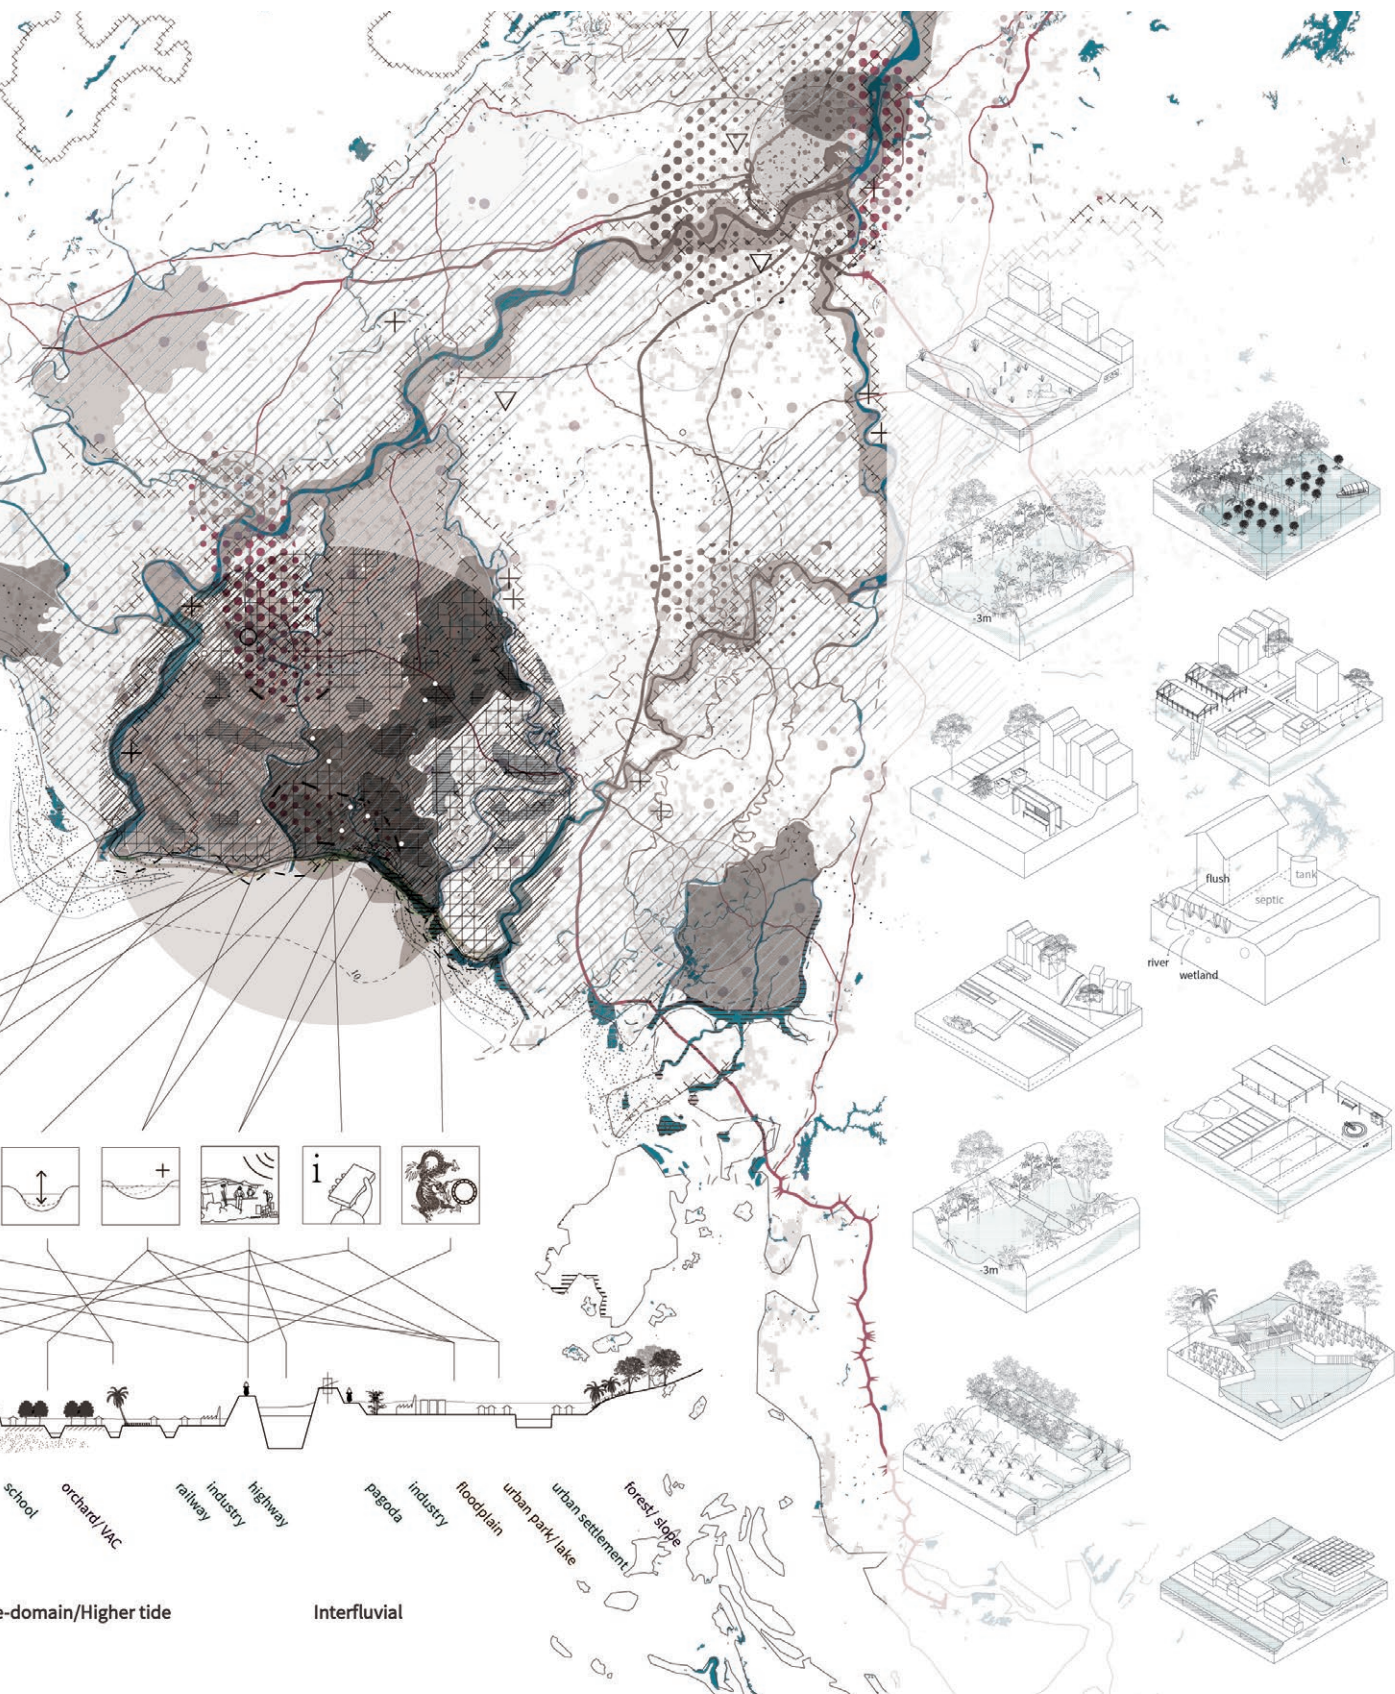 -3m
flush
tank
septic
river
wetland
10
i
-3m
school
orchard/ VAC
railway
industry
highway
pagoda
industry
floodplain
urban park/ lake
urban settlement
forest/ slope
e-domain/Higher tide
Interfluvial